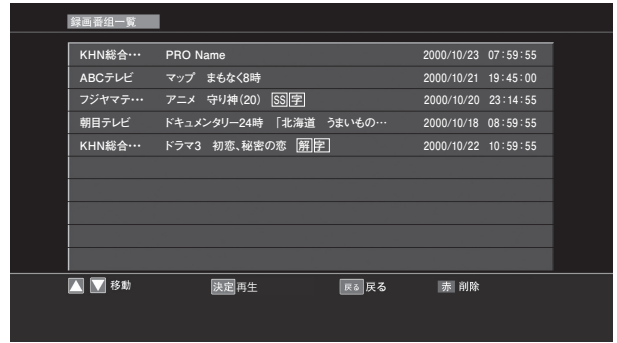 録画番組一覧
KHN総合… PRO Name 2000/10/23 07:59:55
ABCテレビ マップ まもなく8時 2000/10/21 19:45:00
フジヤマテ… アニメ 守り神(20) SS字 2000/10/20 23:14:55
朝目テレビ ドキュメンタリー24時 「北海道 うまいもの… 2000/10/18 08:59:55
KHN総合… ドラマ3 初恋、秘密の恋 解字 2000/10/22 10:59:55
▲ ▼ 移動 決定 再生 戻る 戻る 赤 削除